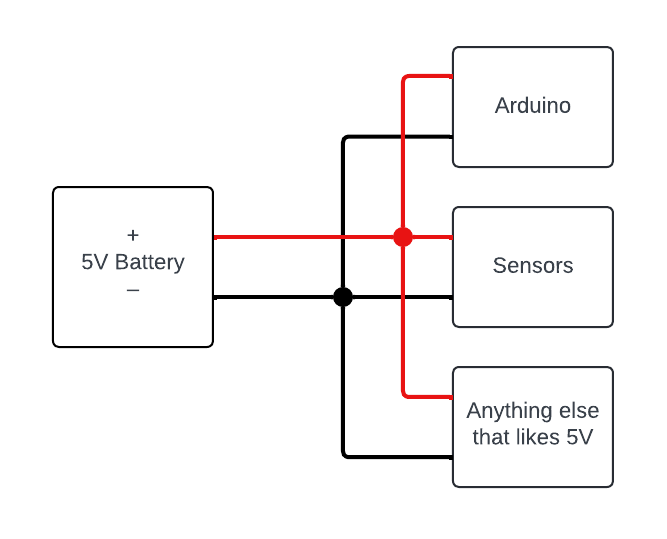 +
5V Battery
–
Arduino
Sensors
Anything else
that likes 5V